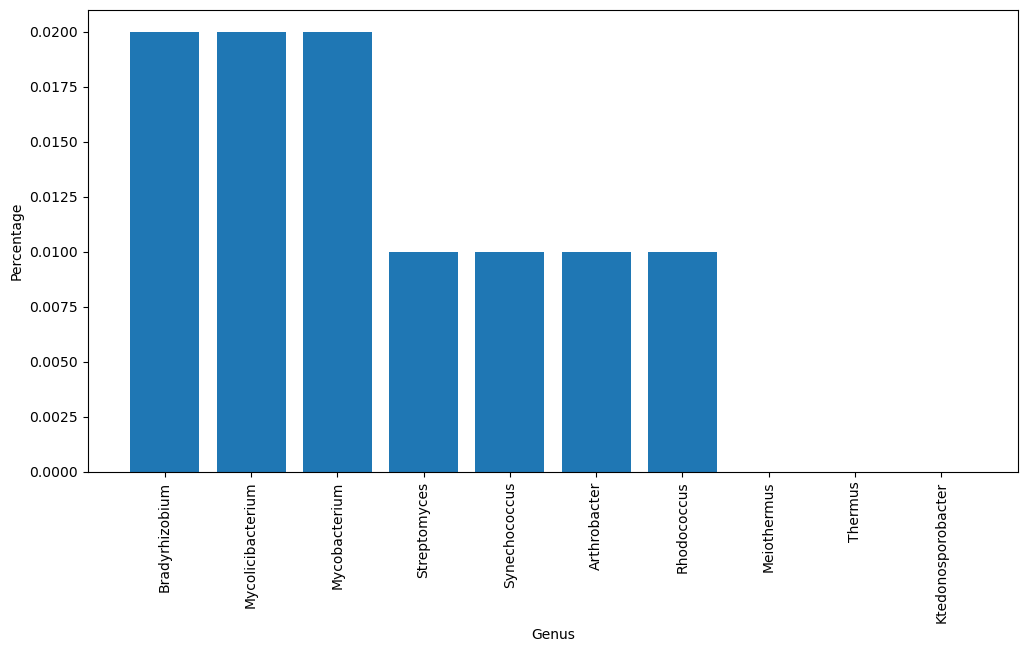 0.0200
0.0175
0.0150
0.0125
0.0100
0.0075
0.0050
0.0025
0.0000
Percentage
Bradyrhizobium
Mycolicibacterium
Mycobacterium
Streptomyces
Synechococcus
Arthrobacter
Rhodococcus
Meiothermus
Thermus
Ktedonosporobacter
Genus